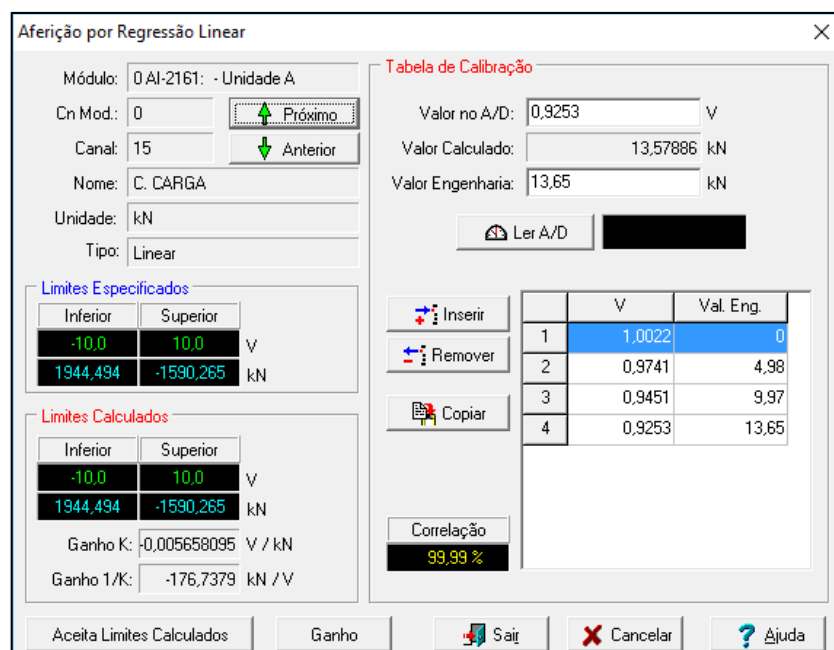 Aferição por Regressão Linear
Módulo: 0 AI-2161: - Unidade A
Cn Mod.: 0 Próximo
Canal: 15 Anterior
Nome: C. CARGA
Unidade: kN
Tipo: Linear
Limites Especificados
Inferior Superior
-10,0 10,0 V
1944,494 -1590,265 kN
Limites Calculados
Inferior Superior
-10,0 10,0 V
1944,494 -1590,265 kN
Ganho K: -0,005658095 V / kN
Ganho 1/K: -176,7379 kN / V
Tabela de Calibração
Valor no A/D: 0,9253 V
Valor Calculado: 13,57886 kN
Valor Engenharia: 13,65 kN
Ler A/D
Inserir
Remover
Copiar
V Val. Eng.
1 1,0022 0
2 0,9741 4,98
3 0,9451 9,97
4 0,9253 13,65
Correlação
99,99 %
Aceita Limites Calculados Ganho Sair Cancelar Ajuda